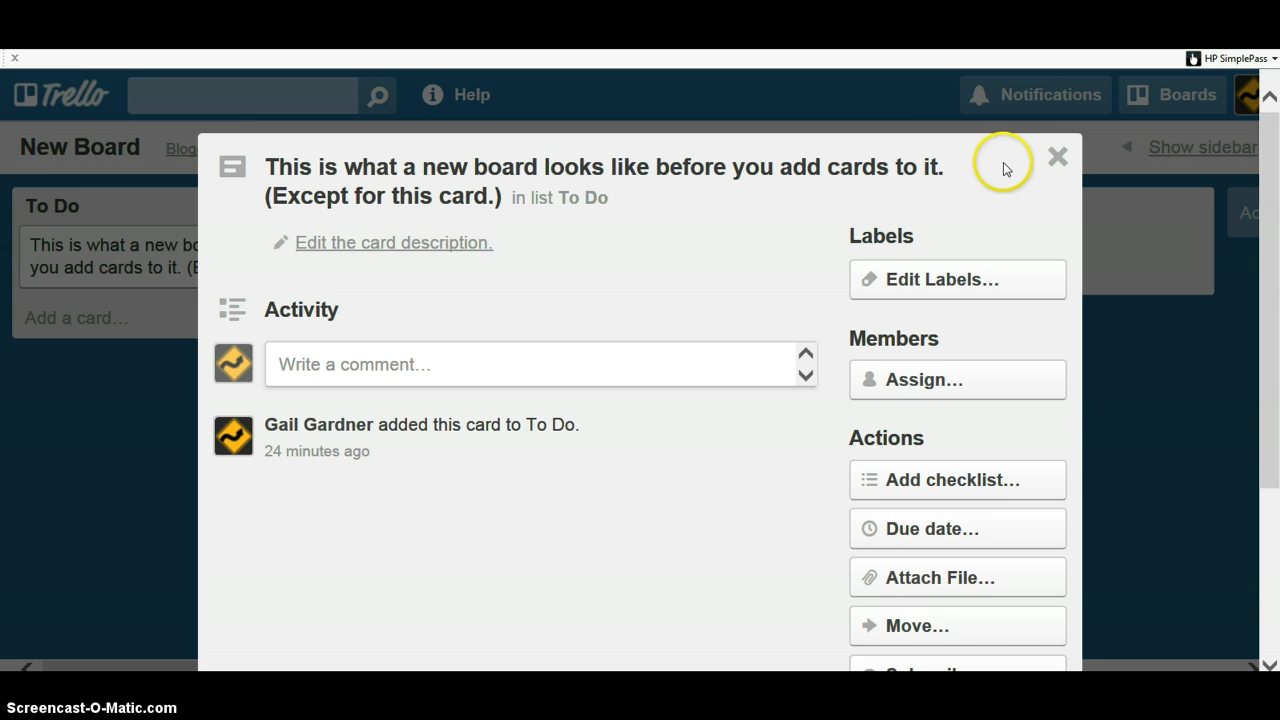 x
HP SimplePass
Trello
Help
Notifications
Boards
New Board
Show sidebar
To Do
This is what a new
you add cards to it.
Add a card…
This is what a new board looks like before you add cards to it.
(Except for this card.) in list To Do
Edit the card description.
Activity
Write a comment…
Gail Gardner added this card to To Do.
24 minutes ago
Labels
Edit Labels…
Members
Assign…
Actions
Add checklist…
Due date…
Attach File…
Move…
Screencast-O-Matic.com